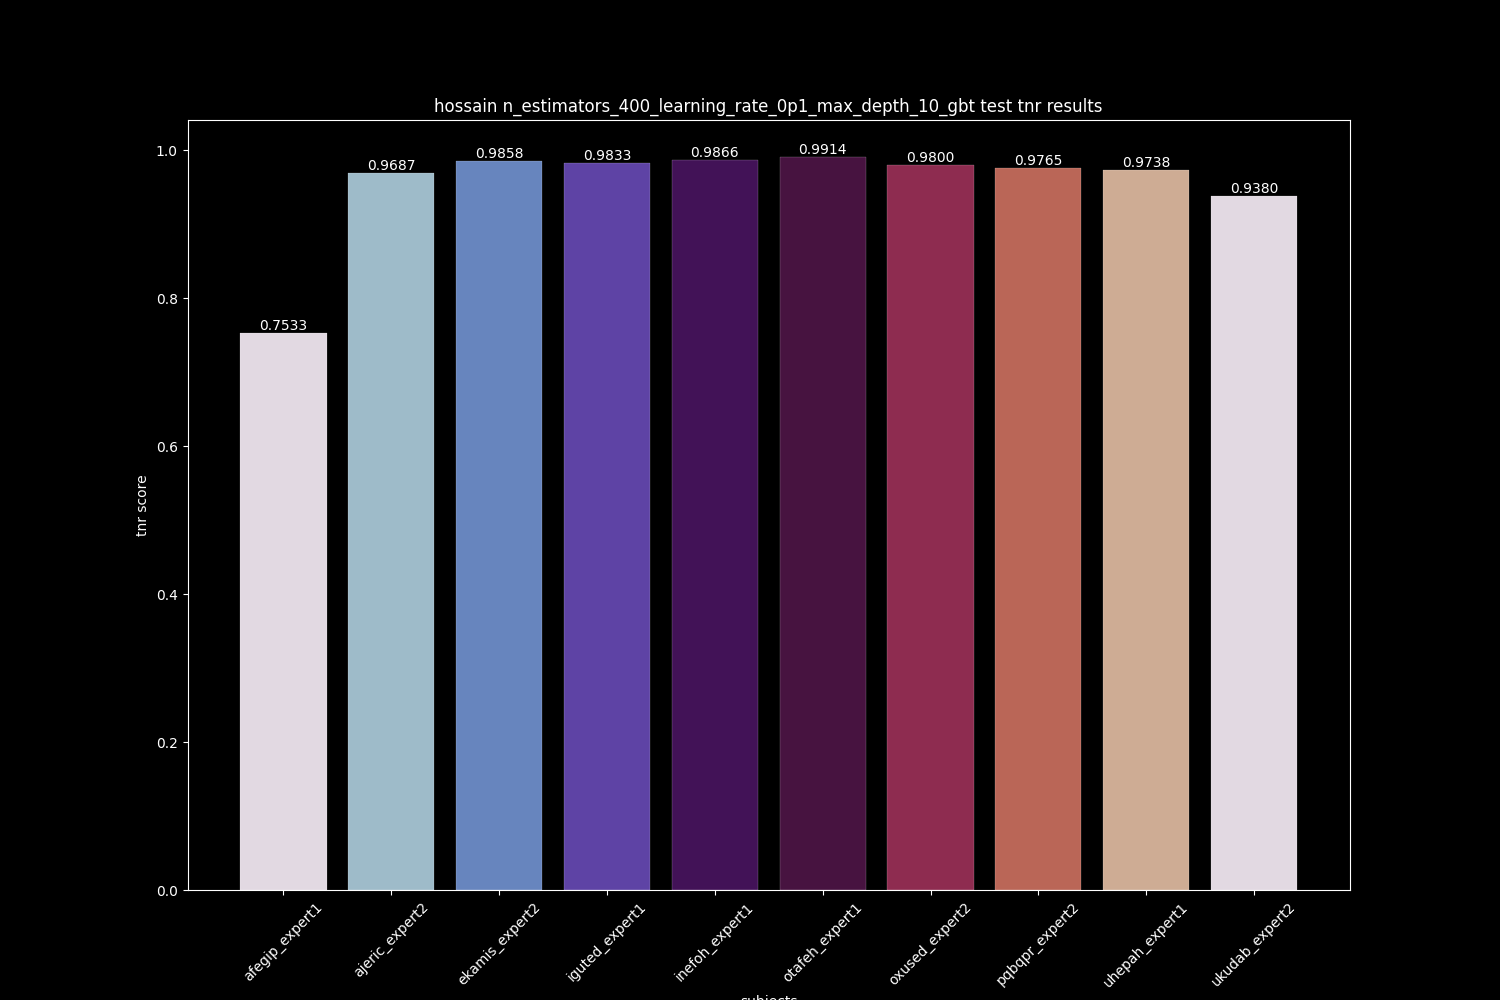 hossain n_estimators_400_learning_rate_0p1_max_depth_10_gbt test tnr results
1.0
0.8
0.6
0.4
0.2
0.0
tnr score
0.7533
0.9687
0.9858
0.9833
0.9866
0.9914
0.9800
0.9765
0.9738
0.9380
afegip_expert1
ajeric_expert2
ekamis_expert2
iguted_expert1
inefoh_expert1
otafeh_expert1
oxused_expert2
pqbqpr_expert2
uhepah_expert1
ukudab_expert2
subjects